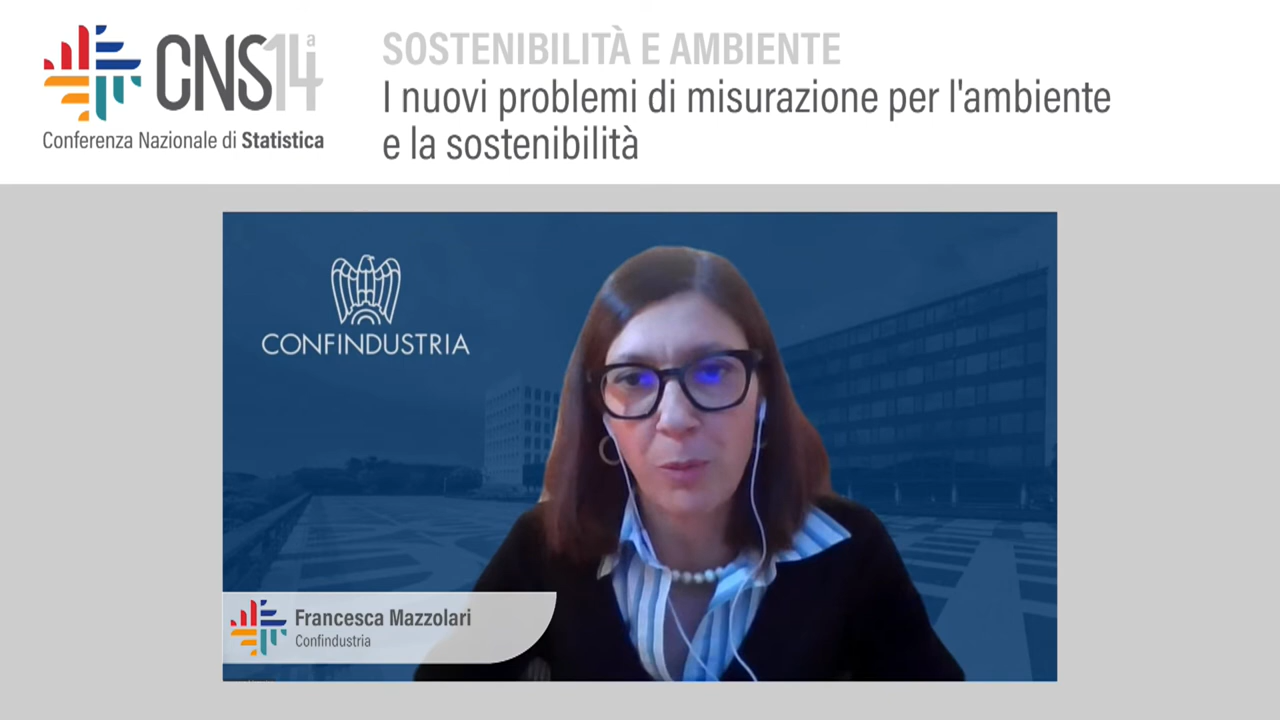 CNS14ª
Conferenza Nazionale di Statistica
SOSTENIBILITÀ E AMBIENTE
I nuovi problemi di misurazione per l'ambiente
e la sostenibilità
CONFINDUSTRIA
Francesca Mazzolari
Confindustria